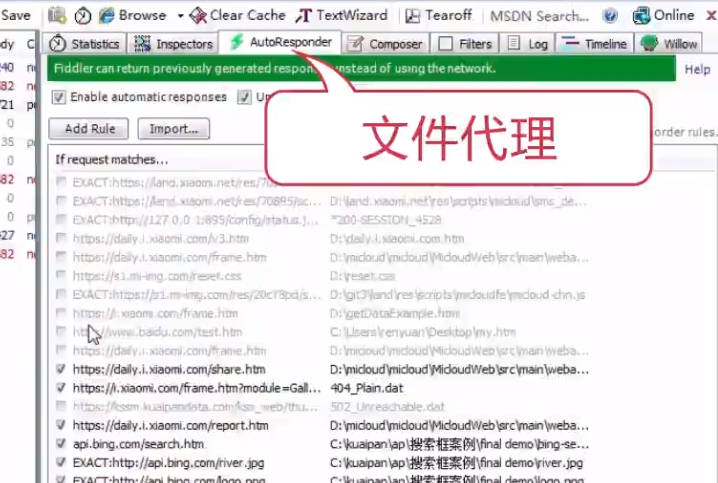 Save Browse Clear Cache TextWizard Tearoff MSDN Search... Online
Statistics Inspectors AutoResponder Composer Filters Log Timeline Willow
Fiddler can return previously generated instead of using the network. Help
Enable automatic responses
文件代理
Add Rule Import... order rules.
If request matches...
EXACT:https://land.xiaomi.net/res/
EXACT:https://land.xiaomi.net/res/70895/sc... D:\land.xiaomi.net\res\scripts\micloud\sms_de...
EXACT:http://127.0.0.1:895/config/status.j... *200-SESSION_4528
https://daily.i.xiaomi.com/v3.htm D:\daily.i.xiaomi.com.htm
https://daily.i.xiaomi.com/frame.htm D:\micloud\micloud\MicloudWeb\src\main\weba...
https://s1.mi-img.com/reset.css D:\reset.css
EXACT:https://s1.mi-img.com/res/20c78pd/s... D:\git3\land\res\scripts\micloudfe\micloud-chn.js
https://i.xiaomi.com/frame.htm D:\getDataExample.htm
www.baidu.com/test.htm C:\Users\renyuan\Desktop\my.htm
https://daily.i.xiaomi.com/frame.htm D:\micloud\micloud\MicloudWeb\src\main\weba...
https://daily.i.xiaomi.com/share.htm D:\micloud\micloud\MicloudWeb\src\main\weba...
https://i.xiaomi.com/frame.htm?module=Gall... 404_Plain.dat
https://kssm.kuaipandata.com/ksn_web/thu... 502_Unreachable.dat
https://daily.i.xiaomi.com/report.htm D:\micloud\micloud\MicloudWeb\src\main\weba...
api.bing.com/search.htm C:\kuaipan\ap\搜索框案例\final demo\bing-se...
EXACT:http://api.bing.com/river.jpg C:\kuaipan\ap\搜索框案例\final demo\river.jpg
EXACT:http://api.bing.com/logo.png C:\kuaipan\ap\搜索框案例\final demo\logo.png